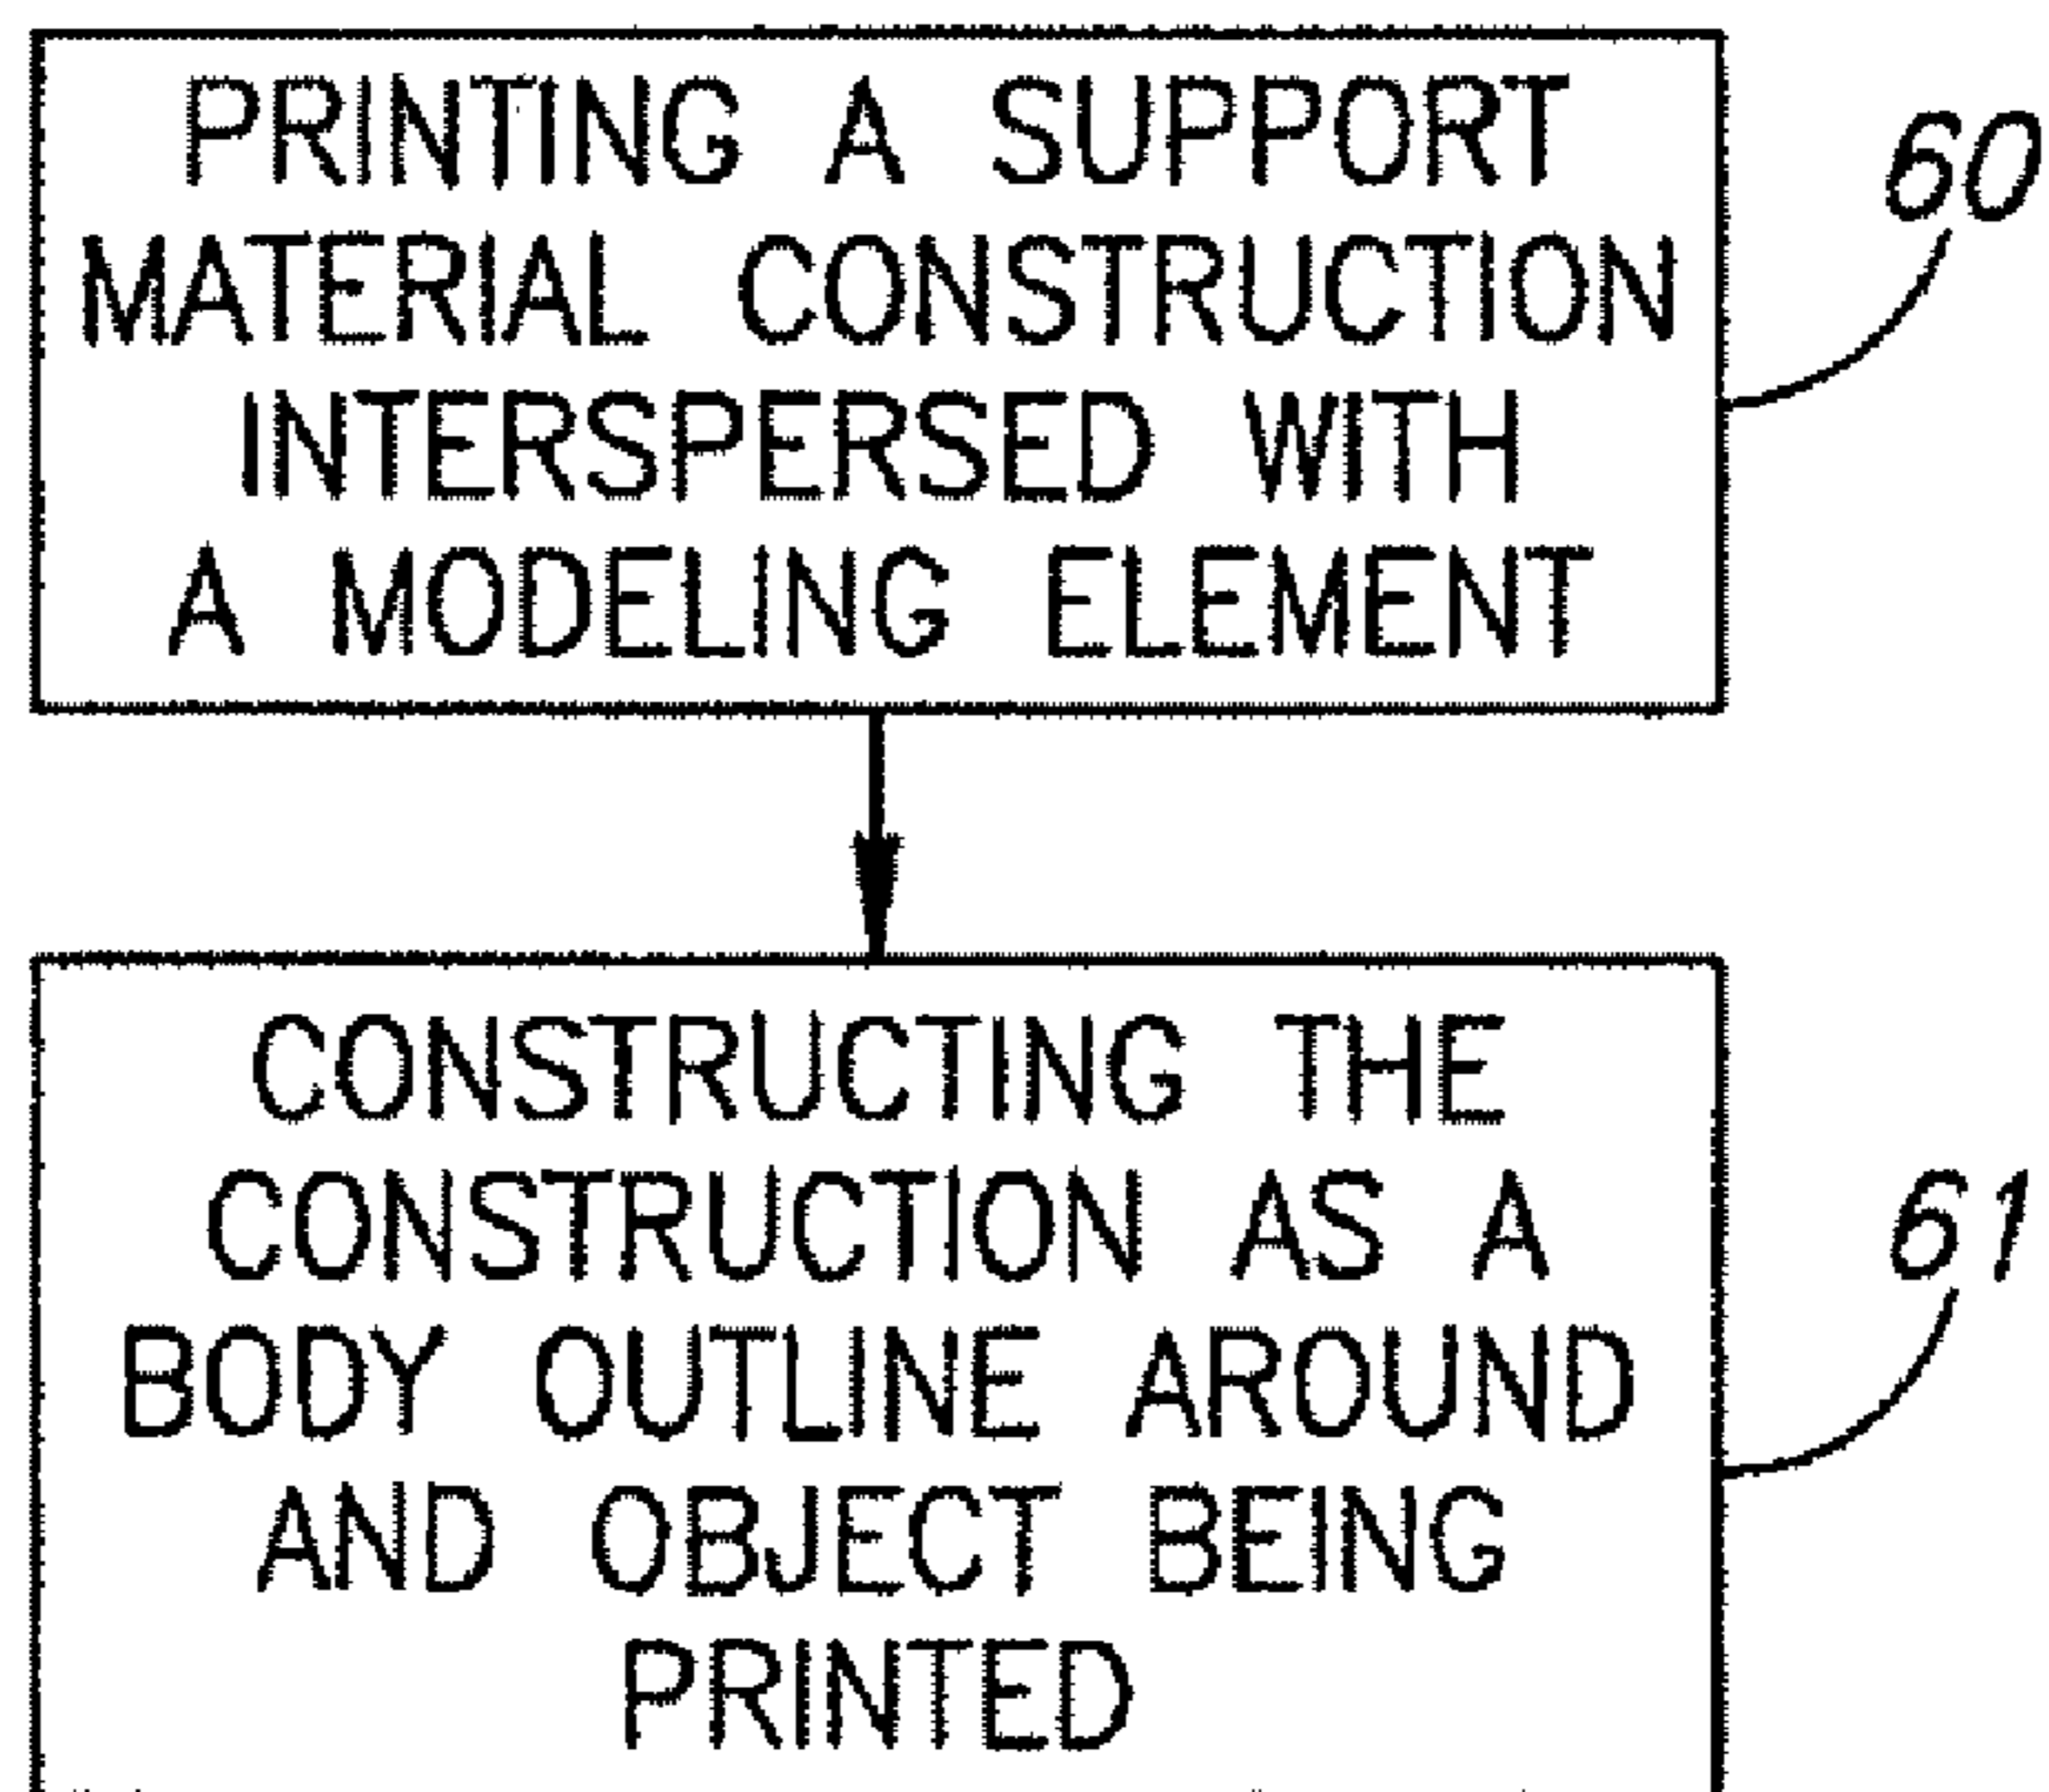 PRINTING A SUPPORT
MATERIAL CONSTRUCTION
INTERSPERSED WITH
A MODELING ELEMENT
60
CONSTRUCTING THE
CONSTRUCTION AS A
BODY OUTLINE AROUND
AND OBJECT BEING
PRINTED
61